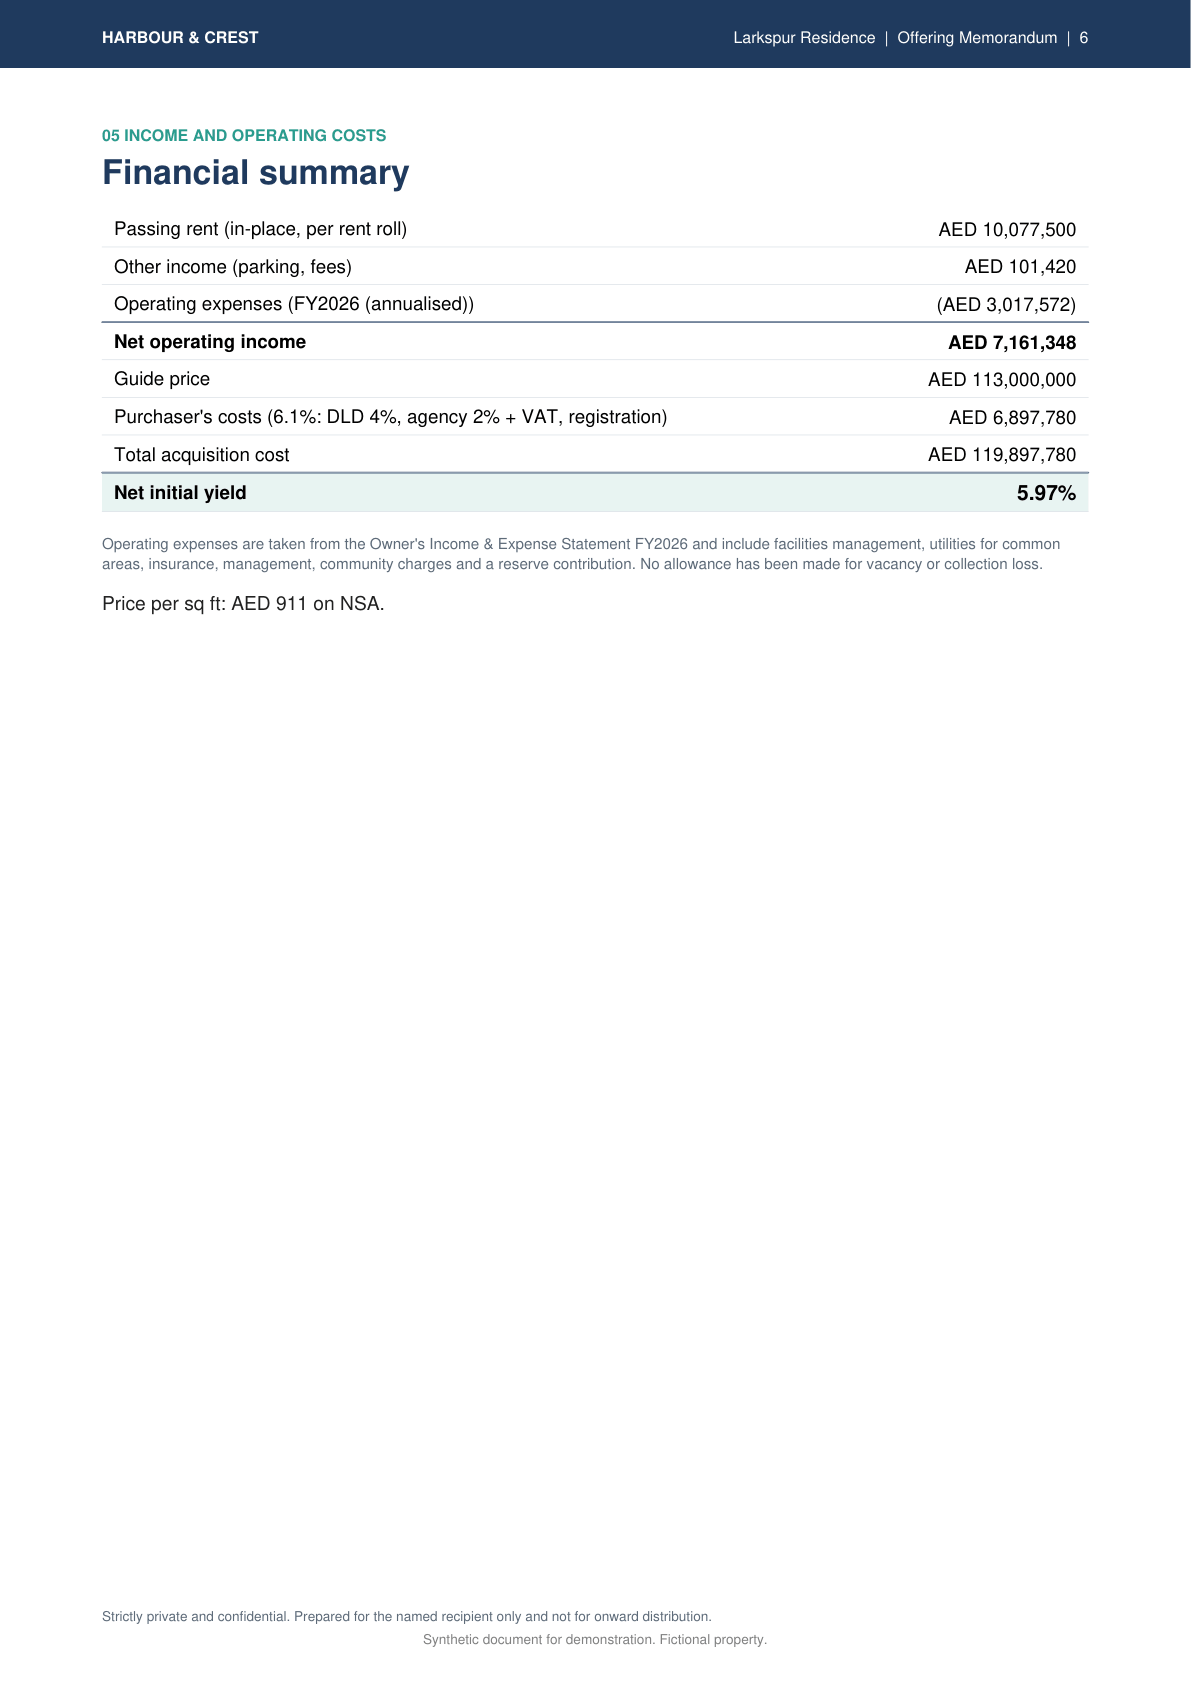 HARBOUR & CREST
Larkspur Residence | Offering Memorandum | 6
05 INCOME AND OPERATING COSTS
Financial summary
Passing rent (in-place, per rent roll) AED 10,077,500
Other income (parking, fees) AED 101,420
Operating expenses (FY2026 (annualised)) (AED 3,017,572)
Net operating income AED 7,161,348
Guide price AED 113,000,000
Purchaser's costs (6.1%: DLD 4%, agency 2% + VAT, registration) AED 6,897,780
Total acquisition cost AED 119,897,780
Net initial yield 5.97%
Operating expenses are taken from the Owner's Income & Expense Statement FY2026 and include facilities management, utilities for common
areas, insurance, management, community charges and a reserve contribution. No allowance has been made for vacancy or collection loss.
Price per sq ft: AED 911 on NSA.
Strictly private and confidential. Prepared for the named recipient only and not for onward distribution.
Synthetic document for demonstration. Fictional property.